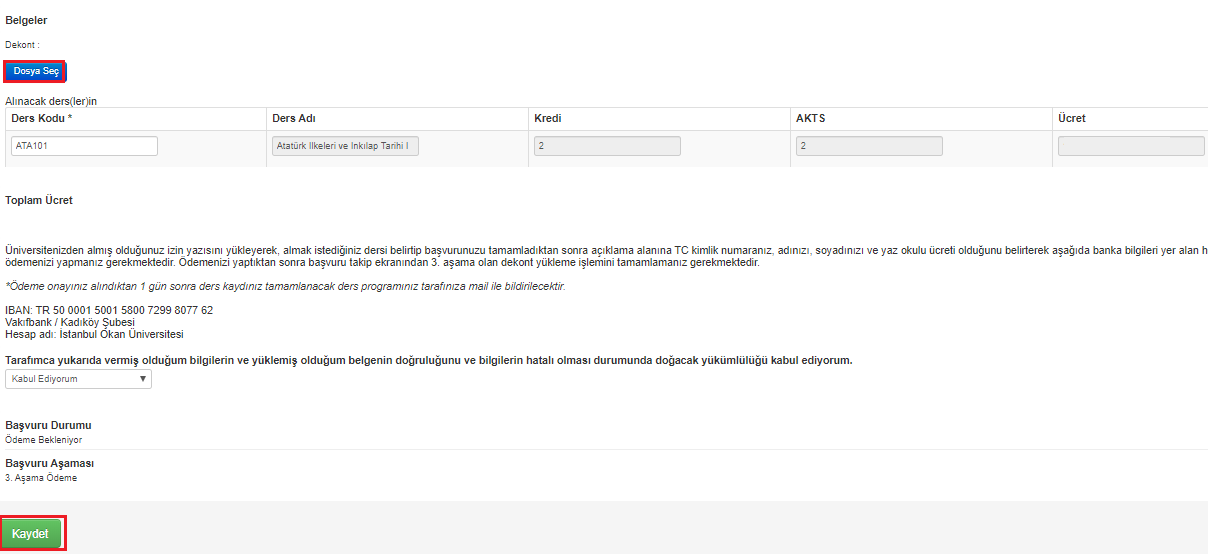 Belgeler
Dekont :
Dosya Seç
Alınacak ders(ler)in
Ders Kodu * Ders Adı Kredi AKTS Ücret
ATA101 Atatürk Ilkeleri ve Inkılap Tarihi I 2 2
Toplam Ücret
Üniversitenizden almış olduğunuz izin yazısını yükleyerek, almak istediğiniz dersi belirtip başvurunuzu tamamladıktan sonra açıklama alanına TC kimlik numaranız, adınızı, soyadınızı ve yaz okulu ücreti olduğunu belirterek aşağıda banka bilgileri yer alan h
ödemenizi yapmanız gerekmektedir. Ödemenizi yaptıktan sonra başvuru takip ekranından 3. aşama olan dekont yükleme işlemini tamamlamanız gerekmektedir.
*Ödeme onayınız alındıktan 1 gün sonra ders kaydınız tamamlanacak ders programınız tarafınıza mail ile bildirilecektir.
IBAN: TR 50 0001 5001 5800 7299 8077 62
Vakıfbank / Kadıköy Şubesi
Hesap adı: İstanbul Okan Üniversitesi
Tarafımca yukarıda vermiş olduğum bilgilerin ve yüklemiş olduğum belgenin doğruluğunu ve bilgilerin hatalı olması durumunda doğacak yükümlülüğü kabul ediyorum.
Kabul Ediyorum
Başvuru Durumu
Ödeme Bekleniyor
Başvuru Aşaması
3. Aşama Ödeme
Kaydet